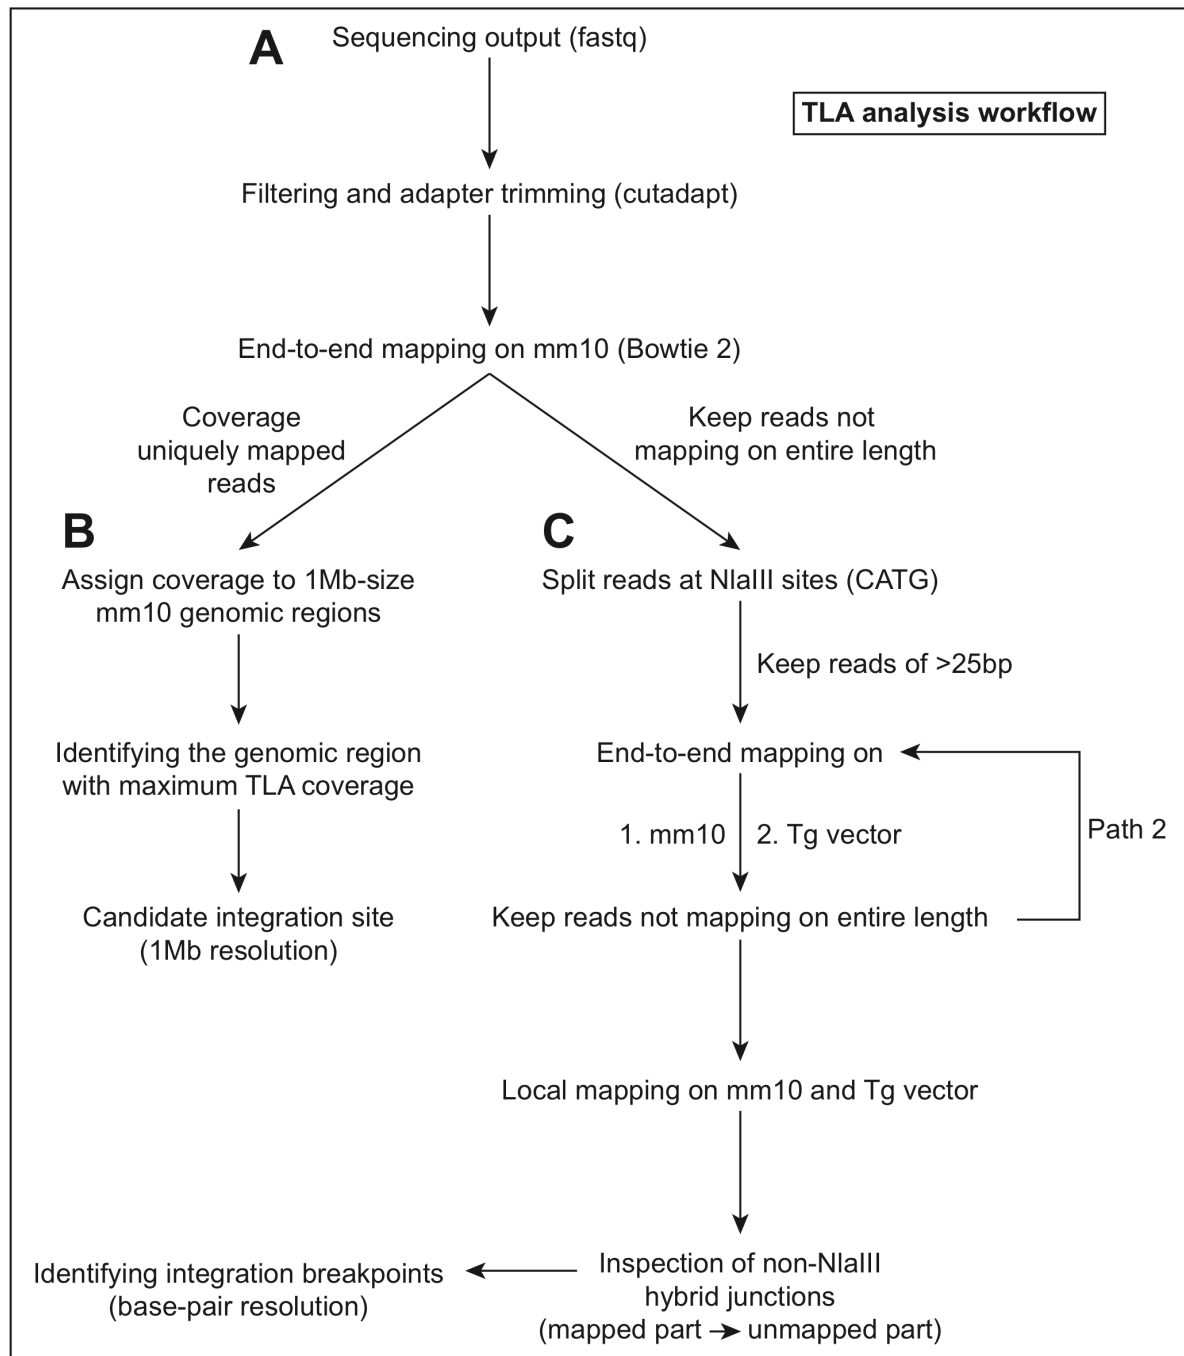 A
Sequencing output (fastq)
TLA analysis workflow
Filtering and adapter trimming (cutadapt)
End-to-end mapping on mm10 (Bowtie 2)
Coverage
uniquely mapped
reads
Keep reads not
mapping on entire length
B
Assign coverage to 1Mb-size
mm10 genomic regions
Identifying the genomic region
with maximum TLA coverage
Candidate integration site
(1Mb resolution)
C
Split reads at NlaIII sites (CATG)
Keep reads of >25bp
End-to-end mapping on
1. mm10
2. Tg vector
Path 2
Keep reads not mapping on entire length
Local mapping on mm10 and Tg vector
Inspection of non-NlaIII
hybrid junctions
(mapped part → unmapped part)
Identifying integration breakpoints
(base-pair resolution)